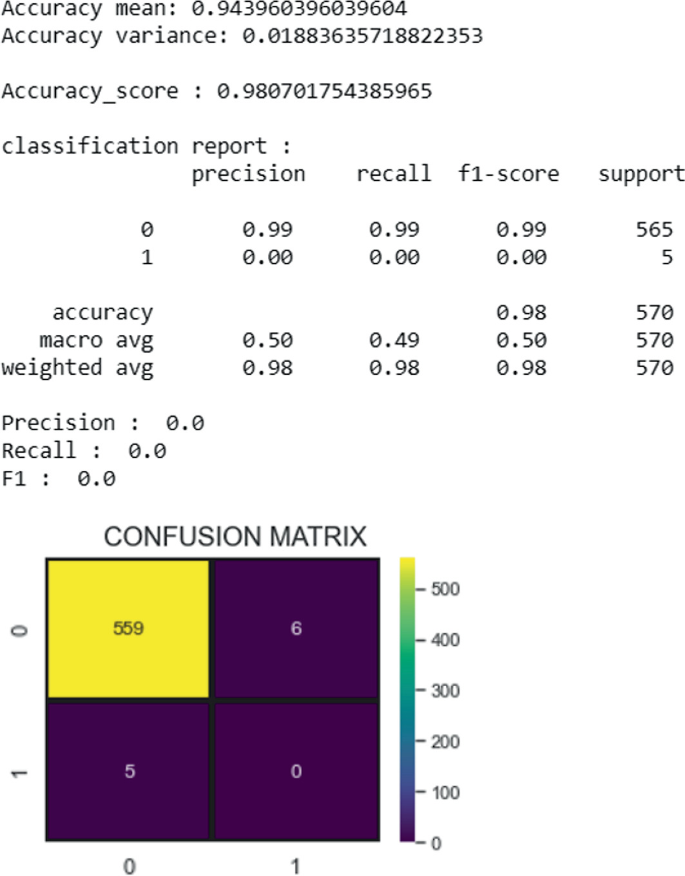 Accuracy mean: 0.943960396039604
Accuracy variance: 0.01883635718822353
Accuracy_score : 0.980701754385965
classification report :
precision recall f1-score support
0 0.99 0.99 0.99 565
1 0.00 0.00 0.00 5
accuracy 0.98 570
macro avg 0.50 0.49 0.50 570
weighted avg 0.98 0.98 0.98 570
Precision : 0.0
Recall : 0.0
F1 : 0.0
CONFUSION MATRIX
500
400
300
200
100
0
0
559 6
1
5 0
0 1